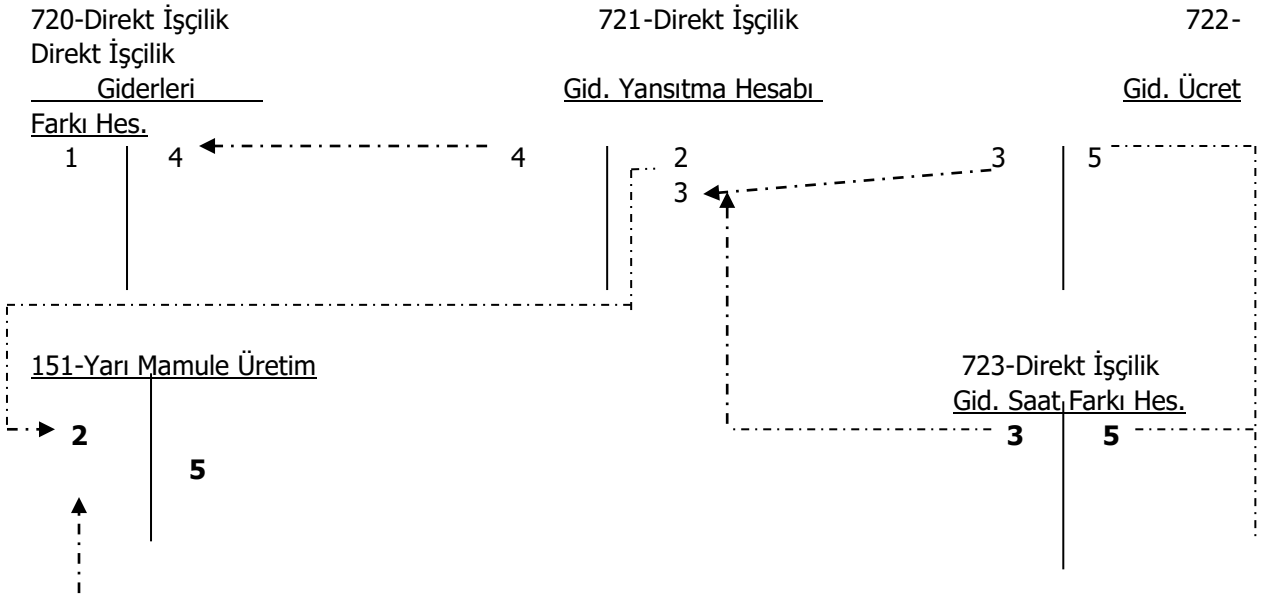 720-Direkt İşçilik 721-Direkt İşçilik 722-
Direkt İşçilik
Giderleri Gid. Yansıtma Hesabı Gid. Ücret
Farkı Hes.
1 4 4 2 3 5
3
151-Yarı Mamule Üretim 723-Direkt İşçilik
Gid. Saat Farkı Hes.
2 3 5
5